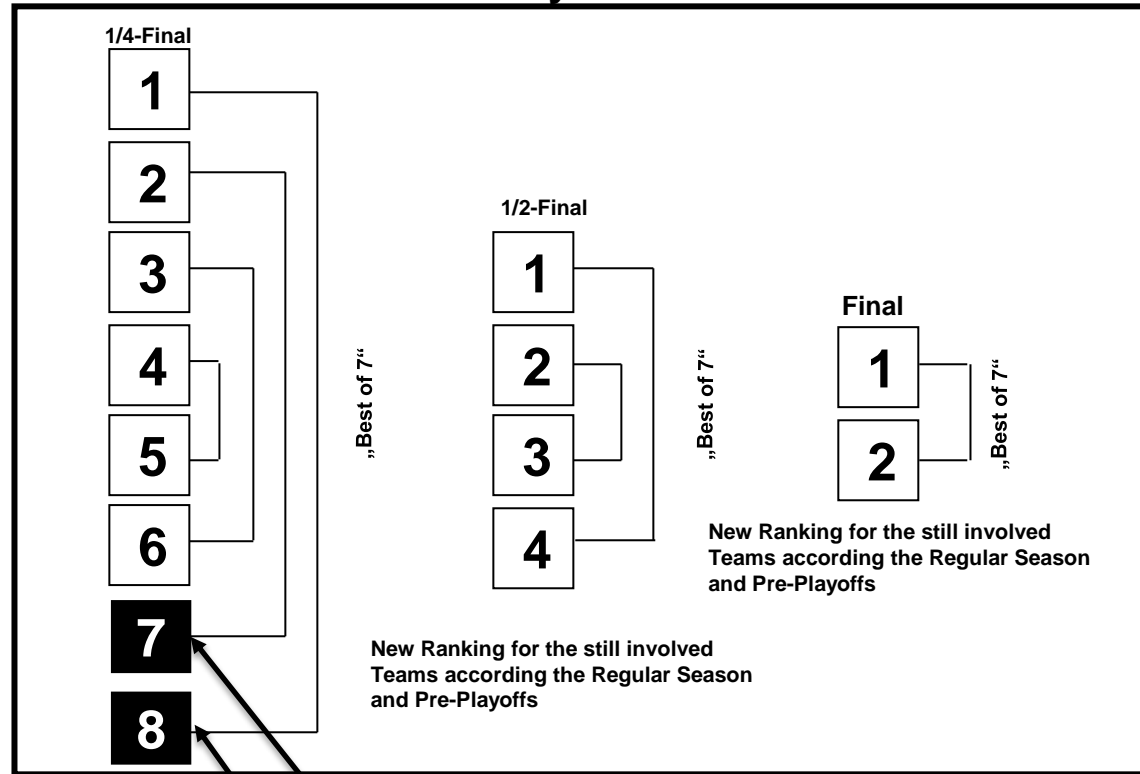 1/4-Final
1
2
3
4
5
6
7
8
„Best of 7“
1/2-Final
1
2
3
4
„Best of 7“
New Ranking for the still involved
Teams according the Regular Season
and Pre-Playoffs
Final
1
2
„Best of 7“
New Ranking for the still involved
Teams according the Regular Season
and Pre-Playoffs